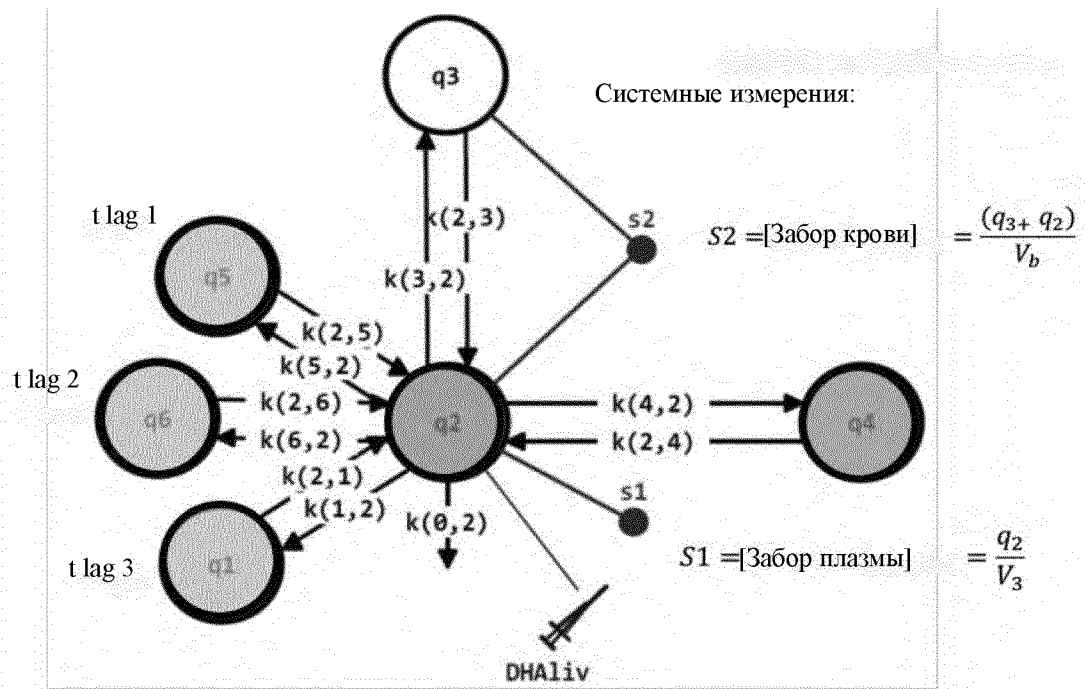 q3
Системные измерения:
t lag 1
k(2,3)
s2
S2 =[Забор крови] = (q₃₊ q₂) / V_b
q5
k(3,2)
k(2,5)
k(5,2)
t lag 2
q6
k(2,6)
q2
k(4,2)
q4
k(6,2)
k(2,4)
k(2,1)
k(1,2)
s1
k(0,2)
t lag 3
q1
S1 =[Забор плазмы] = q₂ / V₃
DHAliv